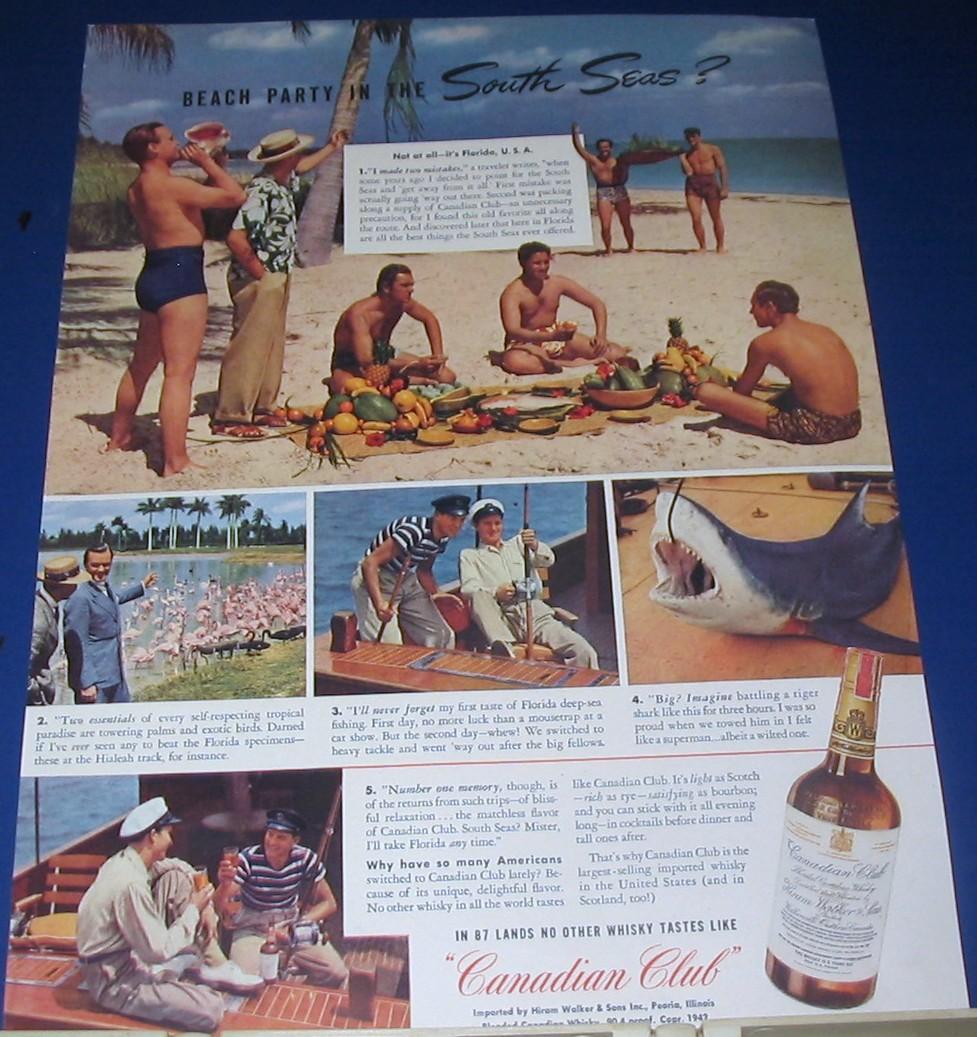 BEACH PARTY IN THE South Seas?
Not at all—it's Florida, U. S. A.
1. "I made two mistakes," a traveler writes, "when
some years ago I decided to point for the South
Seas and 'get away from it all.' First mistake was
actually going 'way out there. Second was packing
along a supply of Canadian Club—an unnecessary
precaution, for I found this old favorite all along
the route. And discovered later that here in Florida
are all the best things the South Seas ever offered.
2. "Two essentials of every self-respecting tropical
paradise are towering palms and exotic birds. Darned
if I've ever seen any to beat the Florida specimens—
these at the Hialeah track, for instance.
3. "I'll never forget my first taste of Florida deep-sea
fishing. First day, no more luck than a mousetrap at a
cat show. But the second day—whew! We switched to
heavy tackle and went 'way out after the big fellows.
4. "Big? Imagine battling a tiger
shark like this for three hours. I was so
proud when we towed him in I felt
like a superman...albeit a wilted one.
5. "Number one memory, though, is
of the returns from such trips—of bliss-
ful relaxation . . . the matchless flavor
of Canadian Club. South Seas? Mister,
I'll take Florida any time."
Why have so many Americans
switched to Canadian Club lately? Be-
cause of its unique, delightful flavor.
No other whisky in all the world tastes
like Canadian Club. It's light as Scotch
—rich as rye—satisfying as bourbon;
and you can stick with it all evening
long—in cocktails before dinner and
tall ones after.
That's why Canadian Club is the
largest-selling imported whisky
in the United States (and in
Scotland, too!)
IN 87 LANDS NO OTHER WHISKY TASTES LIKE
"Canadian Club"
Imported by Hiram Walker & Sons Inc., Peoria, Illinois
Blended Canadian Whisky. 90.4 proof. Copr. 1942
W
Canadian Club
Hiram Walker & Sons